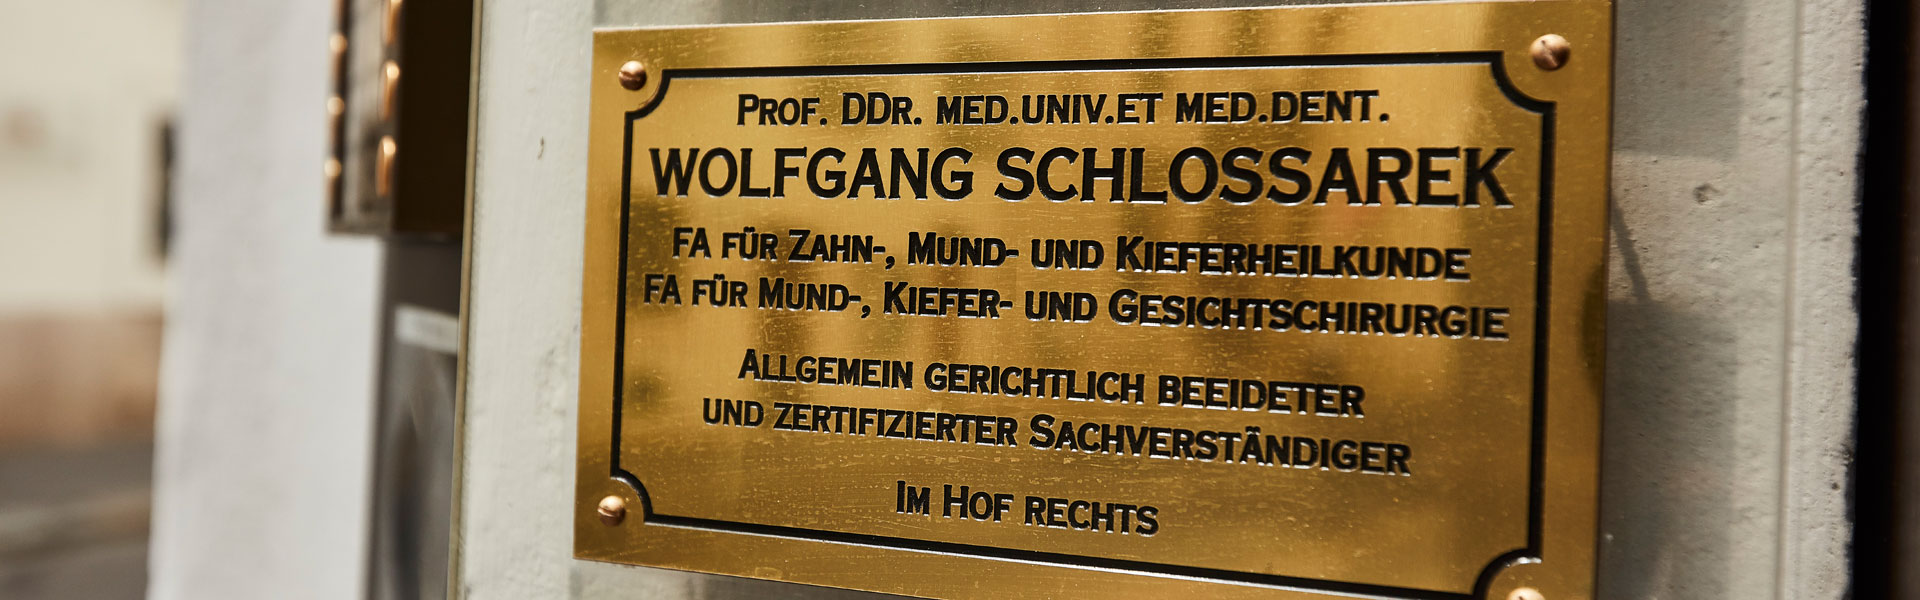 PROF. DDR. MED.UNIV.ET MED.DENT.
WOLFGANG SCHLOSSAREK
FA FÜR ZAHN-, MUND- UND KIEFERHEILKUNDE
FA FÜR MUND-, KIEFER- UND GESICHTSCHIRURGIE
ALLGEMEIN GERICHTLICH BEEIDETER
UND ZERTIFIZIERTER SACHVERSTÄNDIGER
IM HOF RECHTS